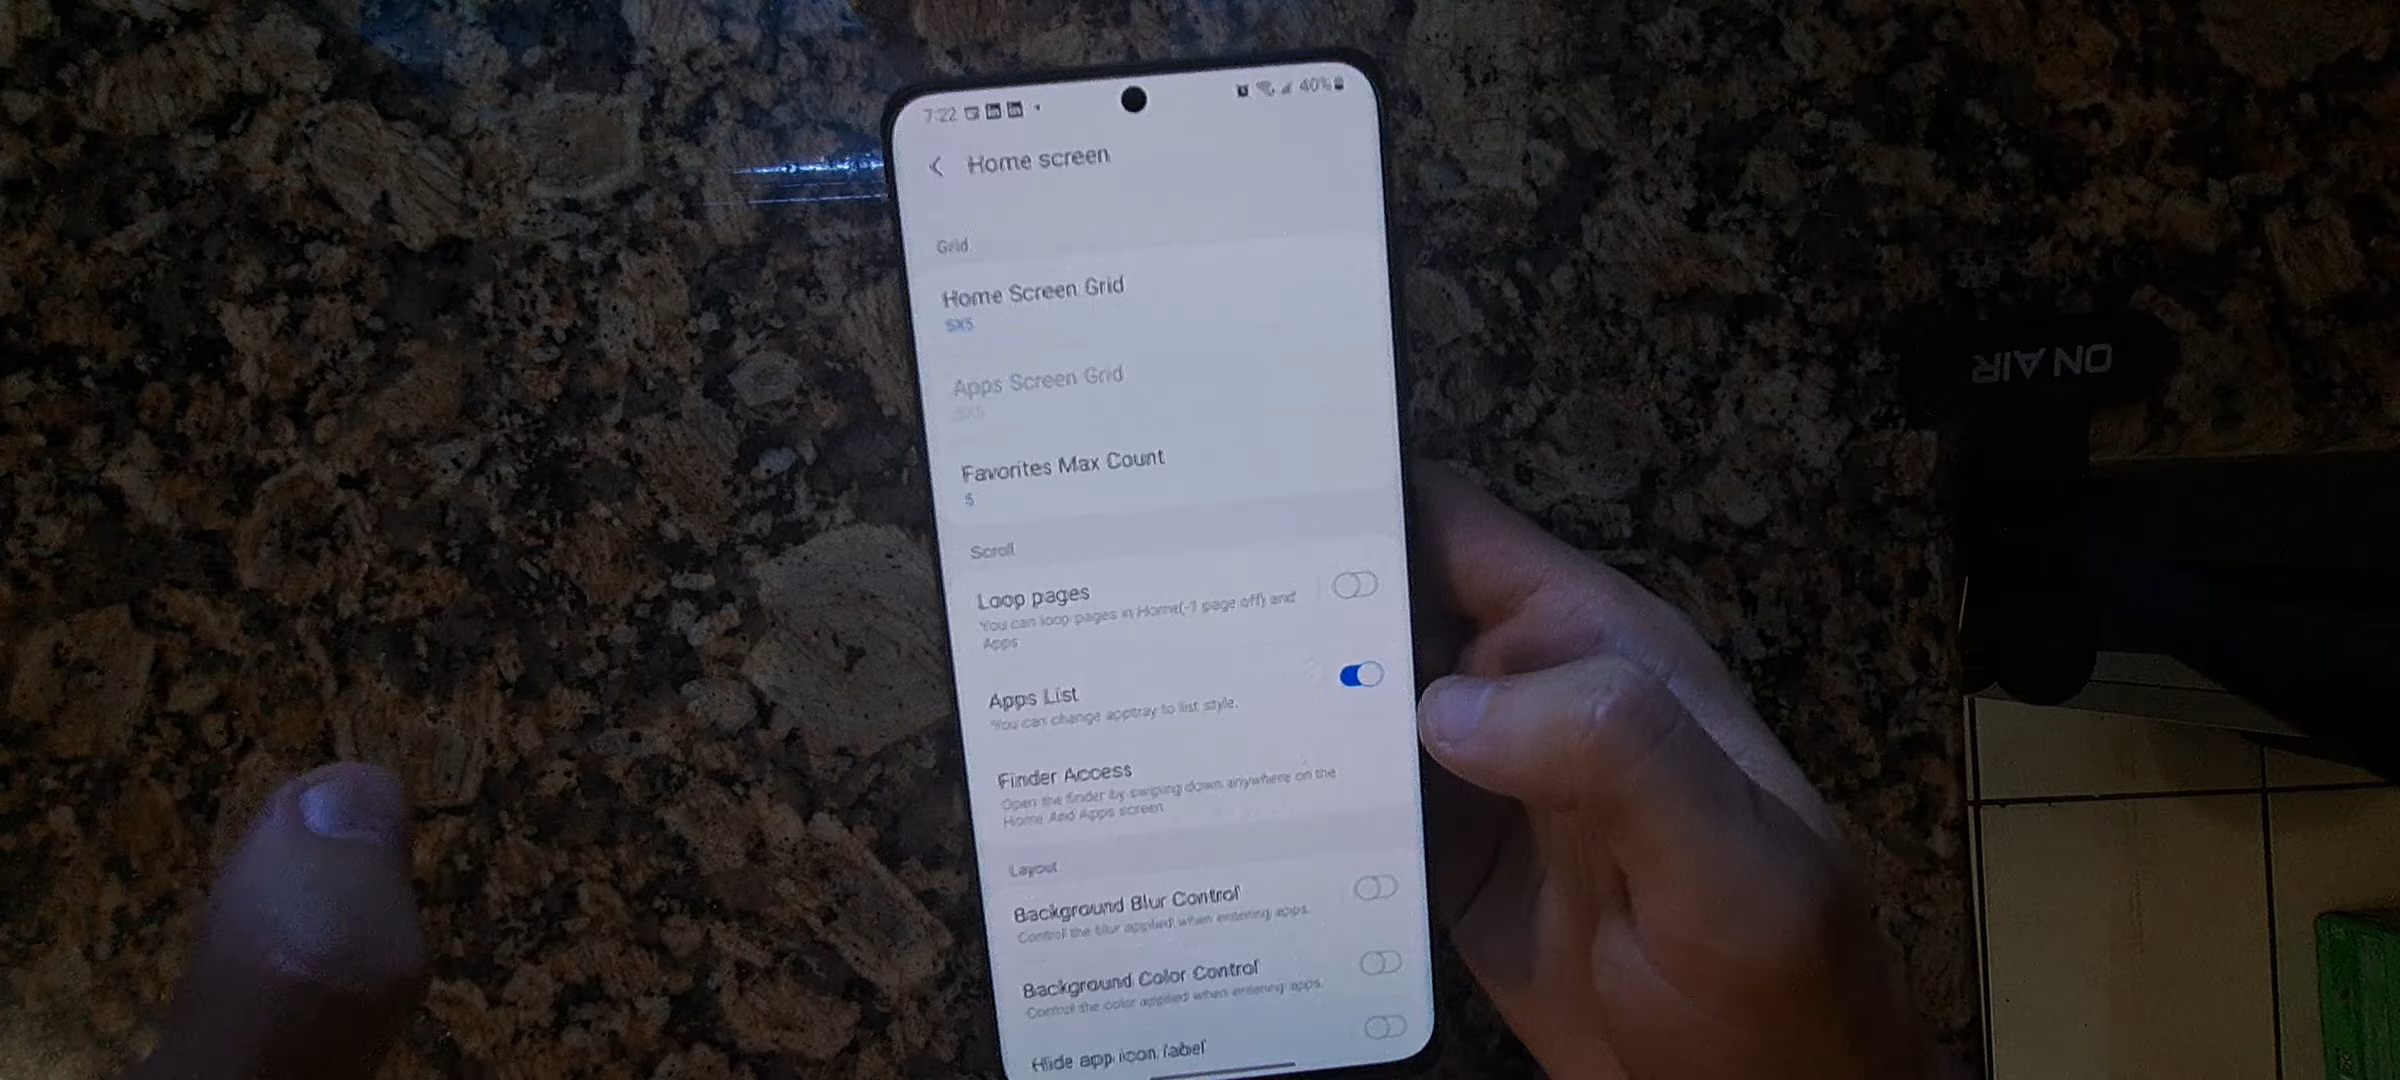 7:22
40%
Home screen
Grid
Home Screen Grid
5X5
Apps Screen Grid
5X5
Favorites Max Count
5
Scroll
Loop pages
You can loop pages in Home(-1 page off) and
Apps
Apps List
You can change apptray to list style.
Finder Access
Open the finder by swiping down anywhere on the
Home And Apps screen
Layout
Background Blur Control
Control the blur applied when entering apps.
Background Color Control
Control the color applied when entering apps.
Hide app icon label
ON AIR